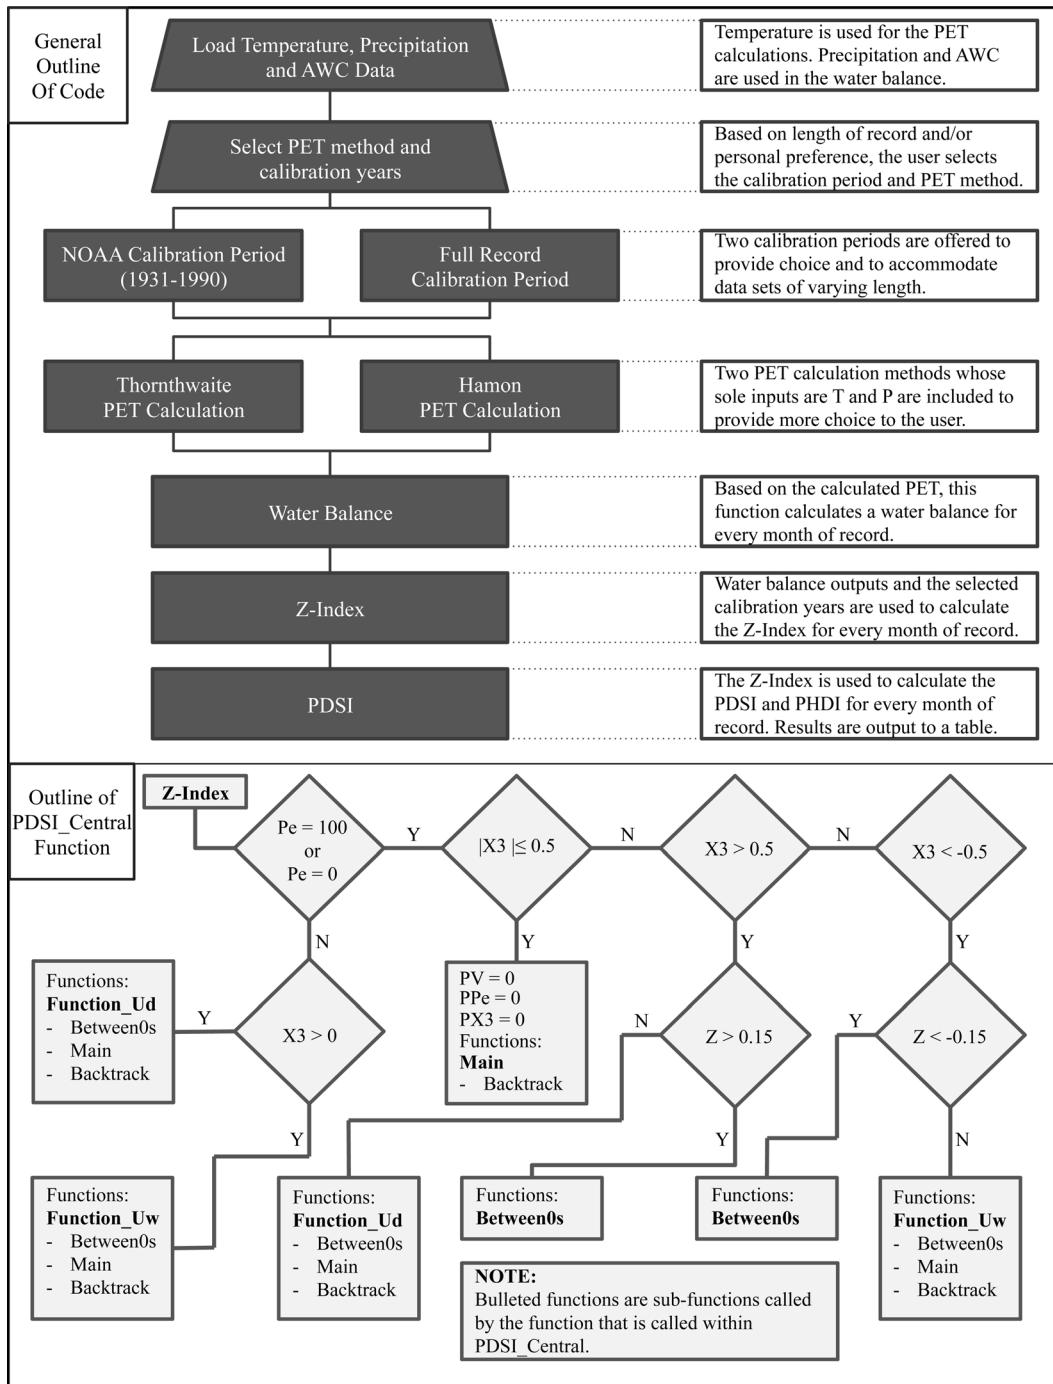 General
Outline
Of Code
Load Temperature, Precipitation
and AWC Data
Temperature is used for the PET
calculations. Precipitation and AWC
are used in the water balance.
Select PET method and
calibration years
Based on length of record and/or
personal preference, the user selects
the calibration period and PET method.
NOAA Calibration Period
(1931-1990)
Full Record
Calibration Period
Two calibration periods are offered to
provide choice and to accommodate
data sets of varying length.
Thornthwaite
PET Calculation
Hamon
PET Calculation
Two PET calculation methods whose
sole inputs are T and P are included to
provide more choice to the user.
Water Balance
Based on the calculated PET, this
function calculates a water balance for
every month of record.
Z-Index
Water balance outputs and the selected
calibration years are used to calculate
the Z-Index for every month of record.
PDSI
The Z-Index is used to calculate the
PDSI and PHDI for every month of
record. Results are output to a table.
Outline of
PDSI_Central
Function
Z-Index
Pe = 100
or
Pe = 0
Y
|X3 |≤ 0.5
N
X3 > 0.5
N
X3 < -0.5
N
Y
Y
Y
Functions:
Function_Ud
- Between0s
- Main
- Backtrack
Y
X3 > 0
PV = 0
PPe = 0
PX3 = 0
Functions:
Main
- Backtrack
N
Z > 0.15
Y
Z < -0.15
Y
Y
N
Functions:
Function_Uw
- Between0s
- Main
- Backtrack
Functions:
Function_Ud
- Between0s
- Main
- Backtrack
Functions:
Between0s
Functions:
Between0s
Functions:
Function_Uw
- Between0s
- Main
- Backtrack
NOTE:
Bulleted functions are sub-functions called
by the function that is called within
PDSI_Central.